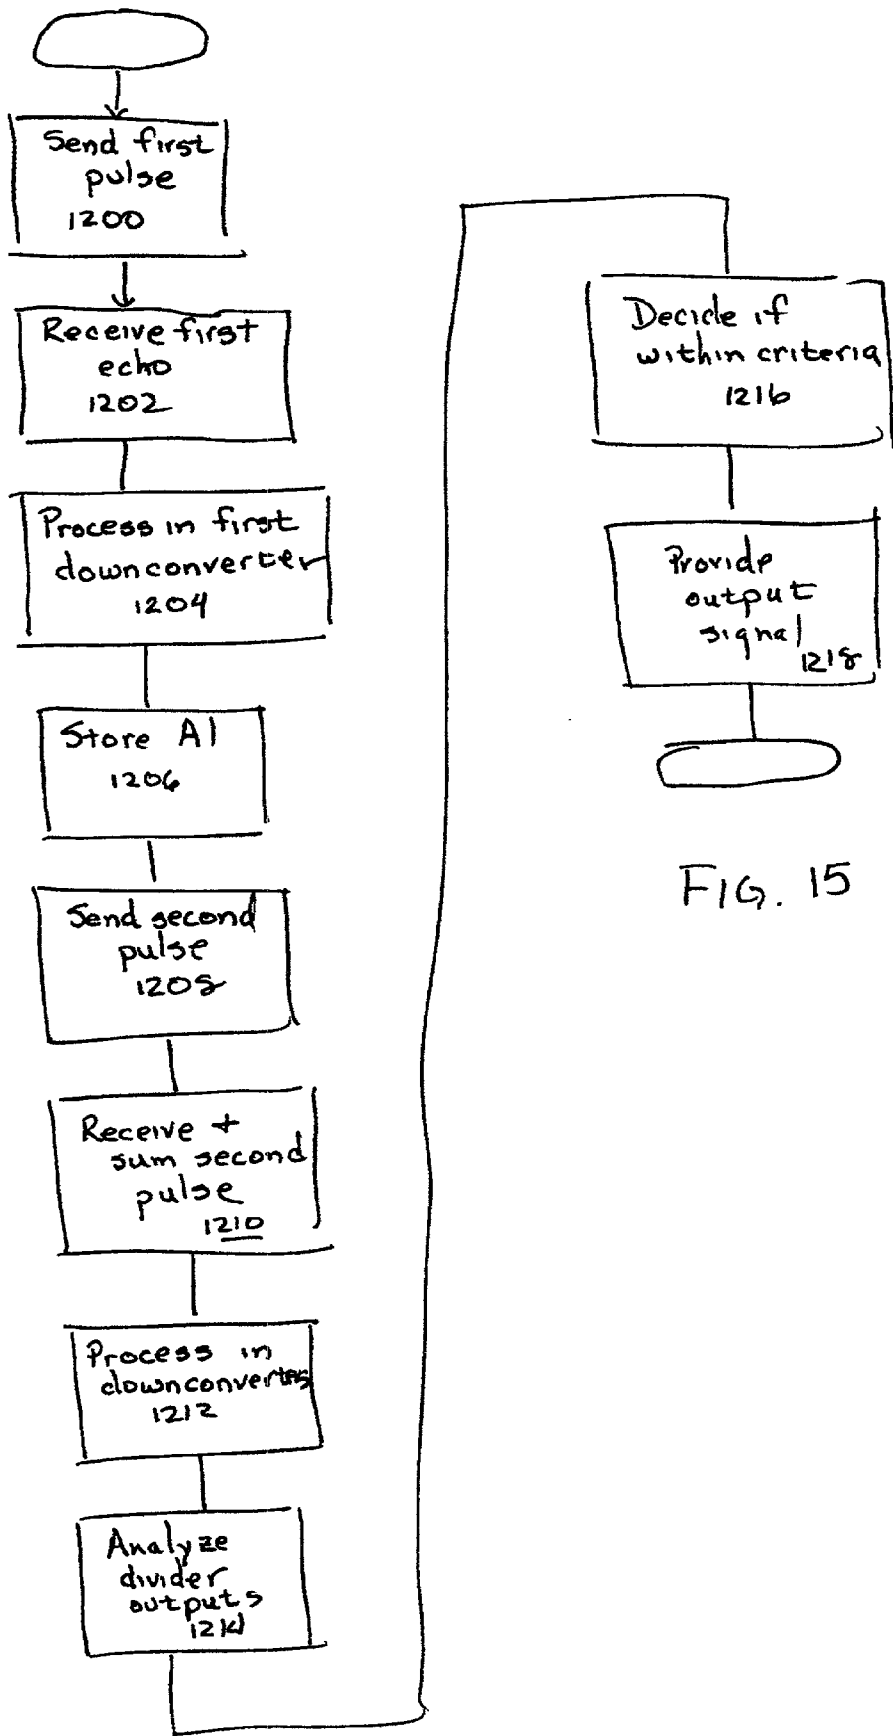 Send first
pulse
1200
Receive first
echo
1202
Process in first
downconverter
1204
Store A1
1206
Send second
pulse
1208
Receive +
sum second
pulse
1210
Process in
downconverters
1212
Analyze
divider
outputs
1214
Decide if
within criteria
1216
Provide
output
signal
1218
FIG. 15